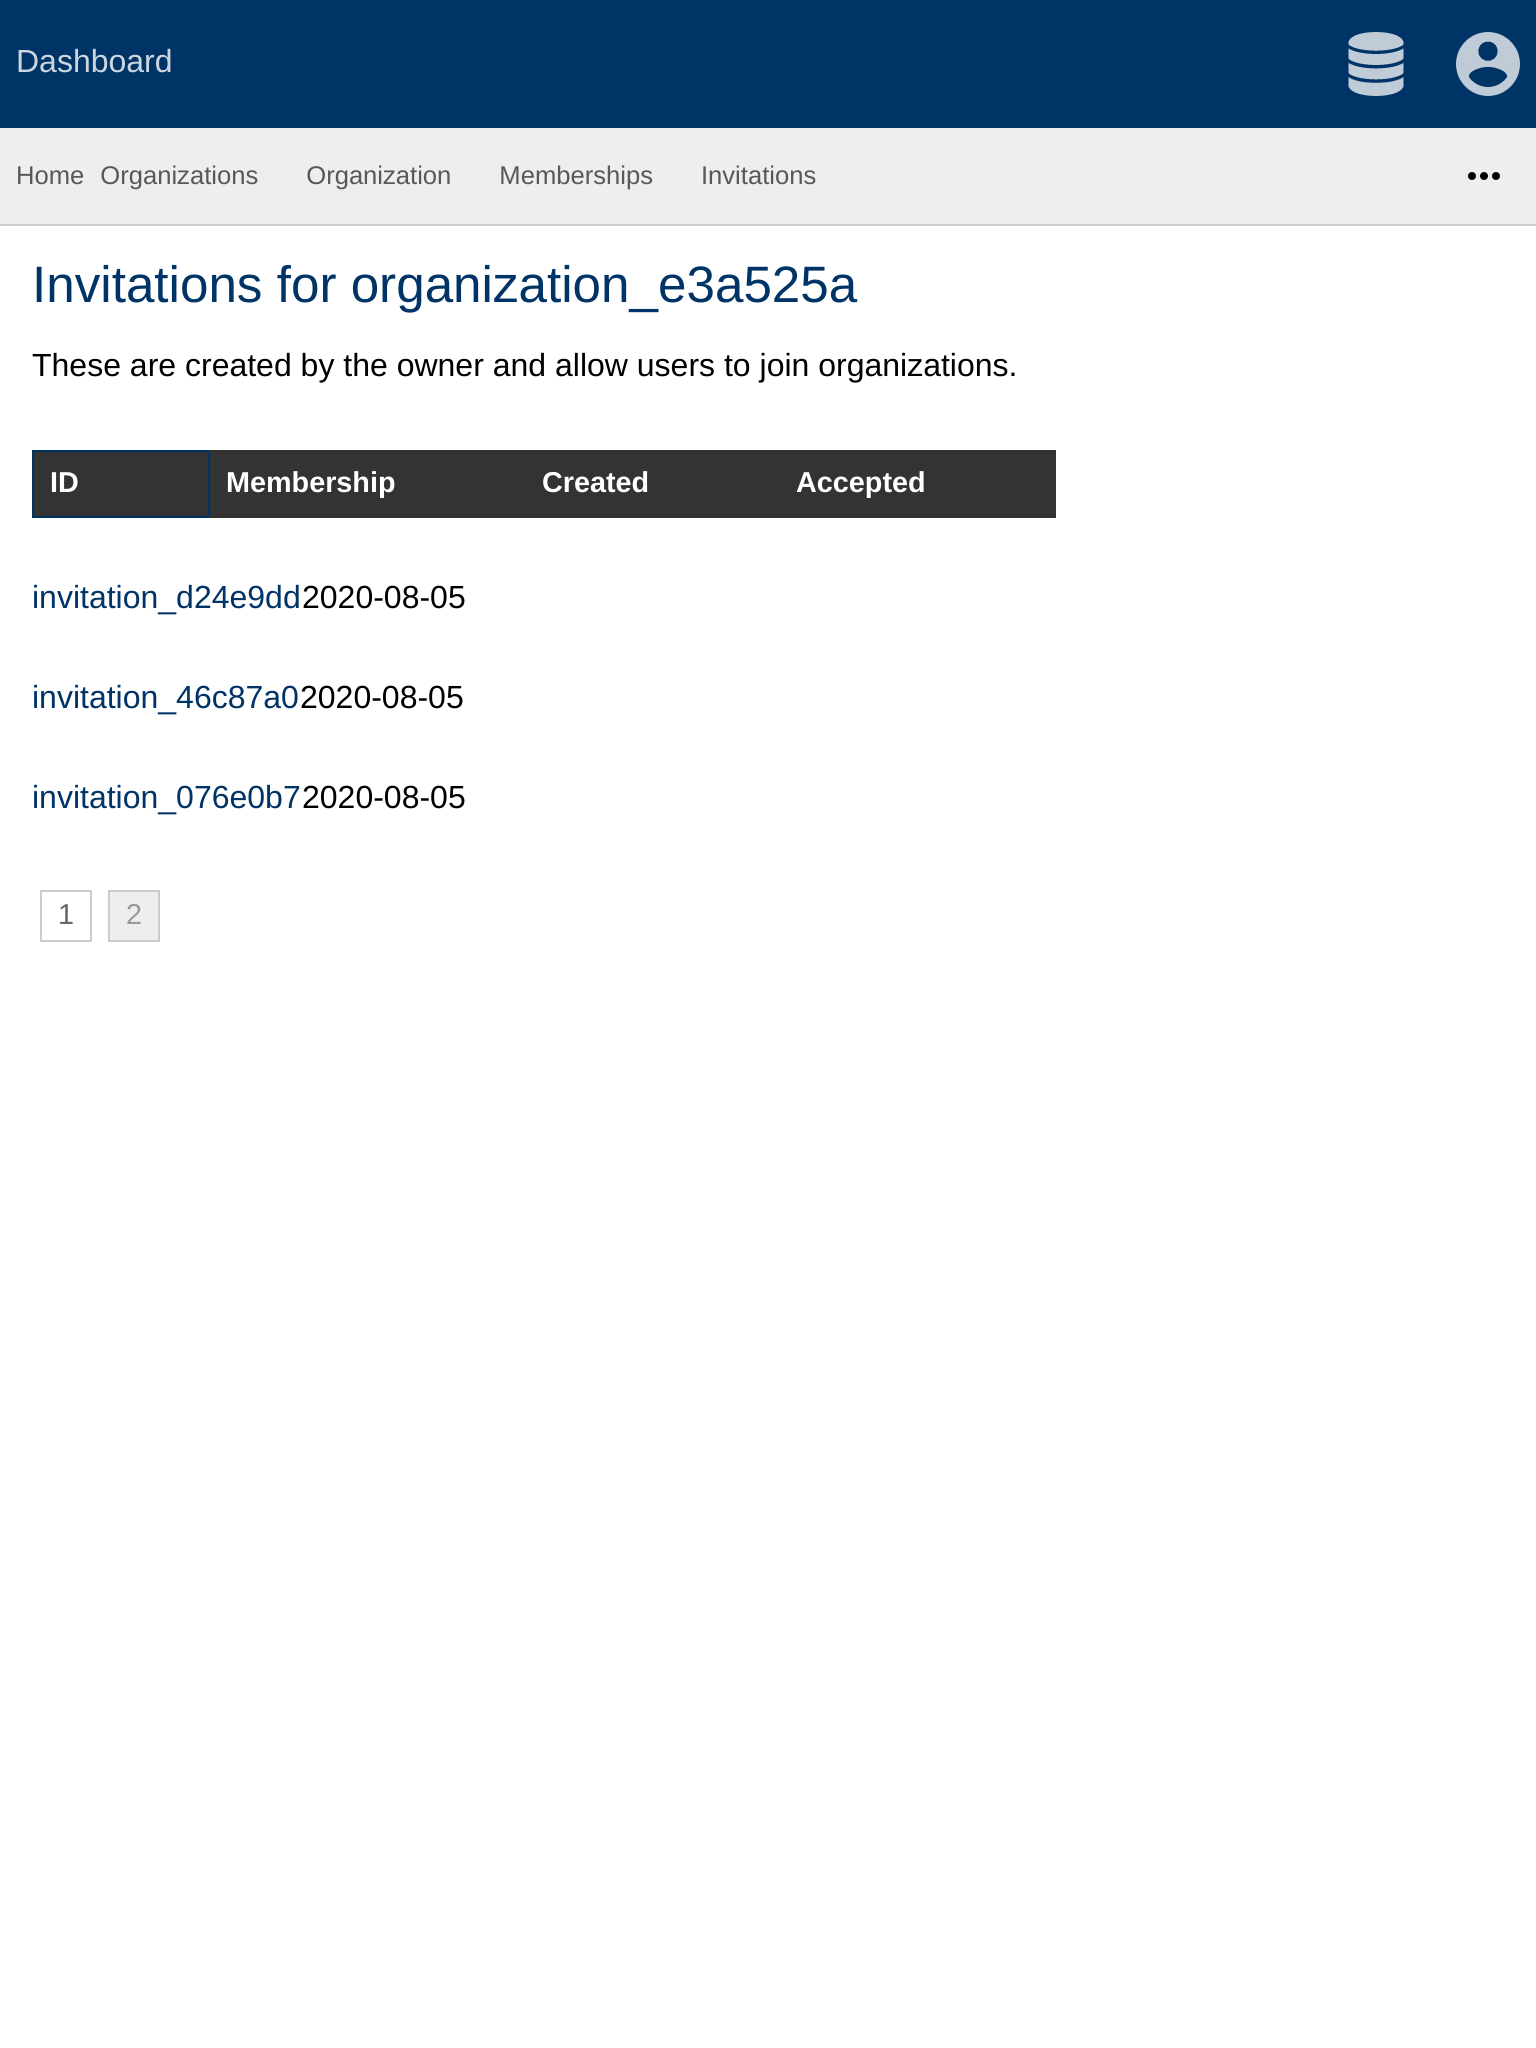 Dashboard
Home Organizations Organization Memberships Invitations
Invitations for organization_e3a525a
These are created by the owner and allow users to join organizations.
ID Membership Created Accepted
invitation_d24e9dd2020-08-05
invitation_46c87a02020-08-05
invitation_076e0b72020-08-05
1 2